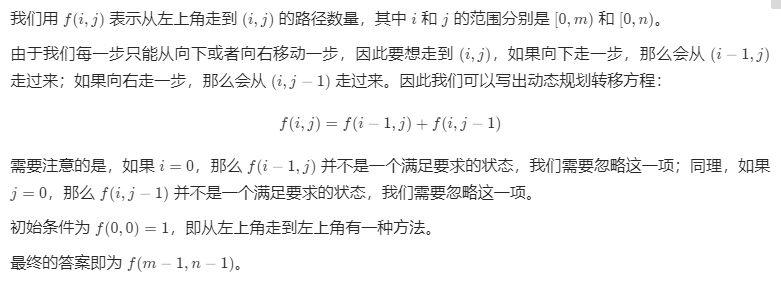 我们用 f(i, j) 表示从左上角走到 (i, j) 的路径数量，其中 i 和 j 的范围分别是 [0, m) 和 [0, n)。
由于我们每一步只能从向下或者向右移动一步，因此要想走到 (i, j)，如果向下走一步，那么会从 (i − 1, j)
走过来；如果向右走一步，那么会从 (i, j − 1) 走过来。因此我们可以写出动态规划转移方程：
f(i, j) = f(i − 1, j) + f(i, j − 1)
需要注意的是，如果 i = 0，那么 f(i − 1, j) 并不是一个满足要求的状态，我们需要忽略这一项；同理，如果
j = 0，那么 f(i, j − 1) 并不是一个满足要求的状态，我们需要忽略这一项。
初始条件为 f(0, 0) = 1，即从左上角走到左上角有一种方法。
最终的答案即为 f(m − 1, n − 1)。